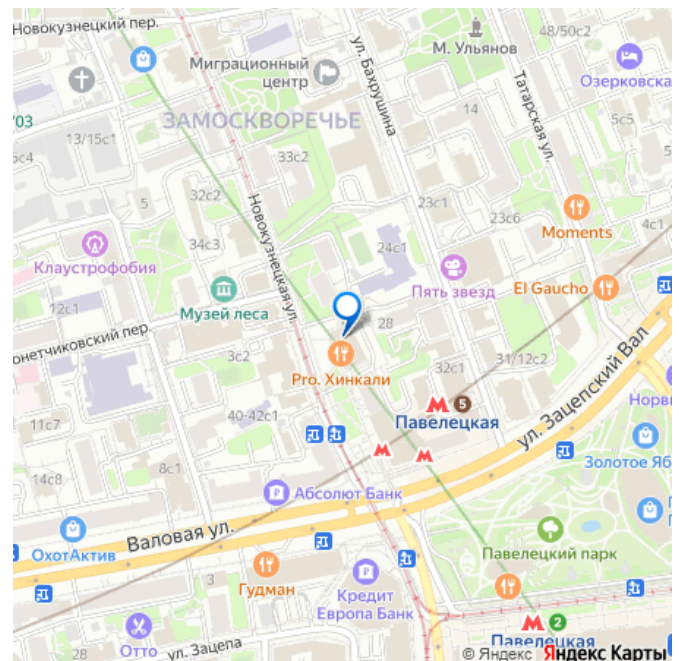 Новокузнецкий пер.
48/50с2
М. Ульянов
Миграционный
центр
ул. Бахрушина
Озерковска
Татарская ул.
/03
ЗАМОСКВОРЕЧЬЕ
14
5с5
13/15с1
5с4
33с2
32с2
5
23с1
23с6
Moments
4с1
Новокузнецкая ул.
34с3
24с1
Клаустрофобия
Пять звезд
El Gaucho
12с1
Музей леса
28
онетчиковский пер.
3с2
Pro. Хинкали
32с1
31/12с2
ул. Зацепский Вал
5
Норви
Павелецкая
40-42с1
11с7
8с1
Золотое Яб
14с8
Абсолют Банк
Валовая ул.
ОхотАктив
Павелецкий парк
Гудман
3
Кредит
Европа Банк
2
Отто
ул. Зацепа
Павелецкая
© Яндекс Яндекс Карты